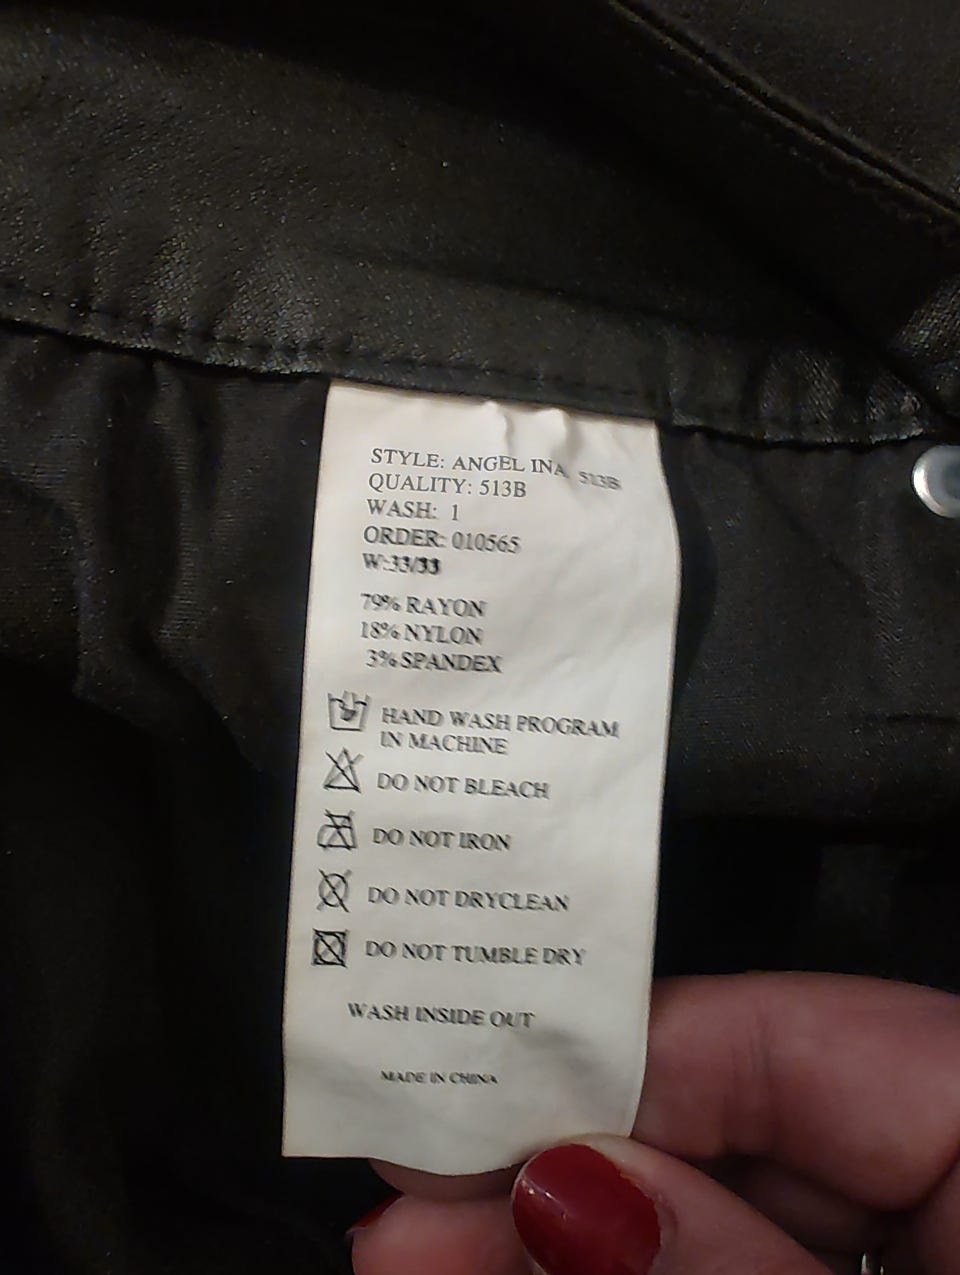 STYLE: ANGEL INA 513B
QUALITY: 513B
WASH: 1
ORDER: 010565
W:33/33
79% RAYON
18% NYLON
3% SPANDEX
HAND WASH PROGRAM
IN MACHINE
DO NOT BLEACH
DO NOT IRON
DO NOT DRYCLEAN
DO NOT TUMBLE DRY
WASH INSIDE OUT
MADE IN CHINA